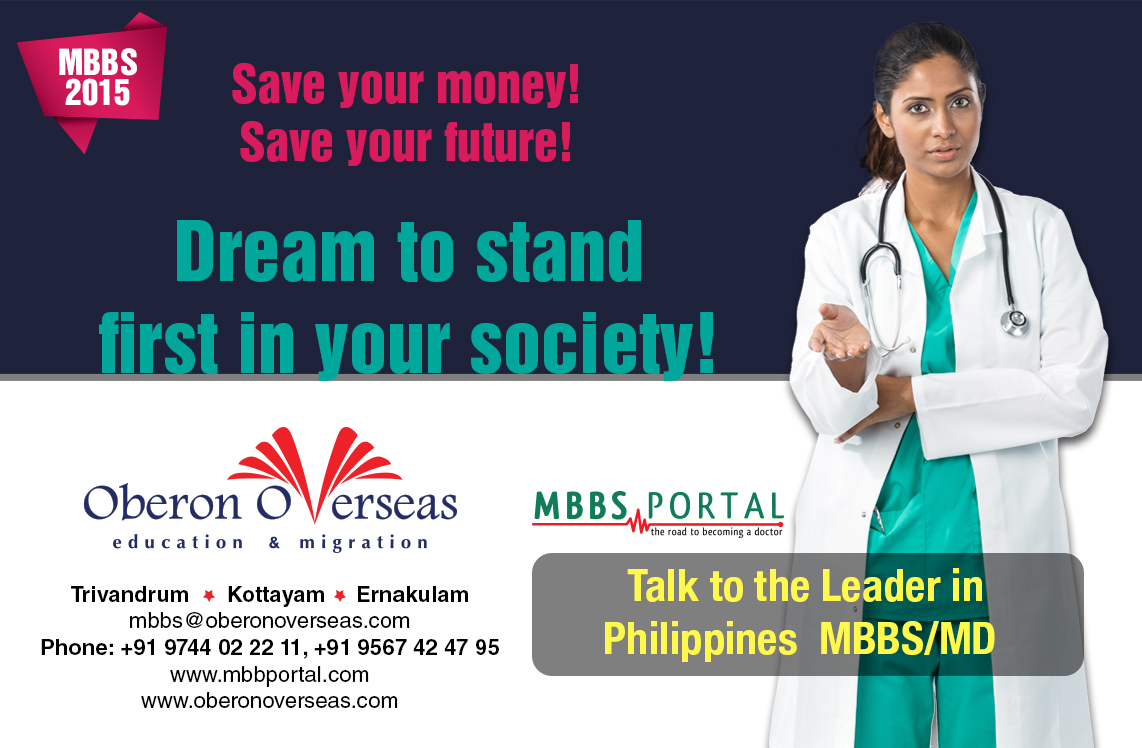 MBBS
2015
Save your money!
Save your future!
Dream to stand
first in your society!
Oberon Overseas
education & migration
Trivandrum ★ Kottayam ★ Ernakulam
mbbs@oberonoverseas.com
Phone: +91 9744 02 22 11, +91 9567 42 47 95
www.mbbportal.com
www.oberonoverseas.com
MBBS PORTAL
the road to becoming a doctor
Talk to the Leader in
Philippines MBBS/MD